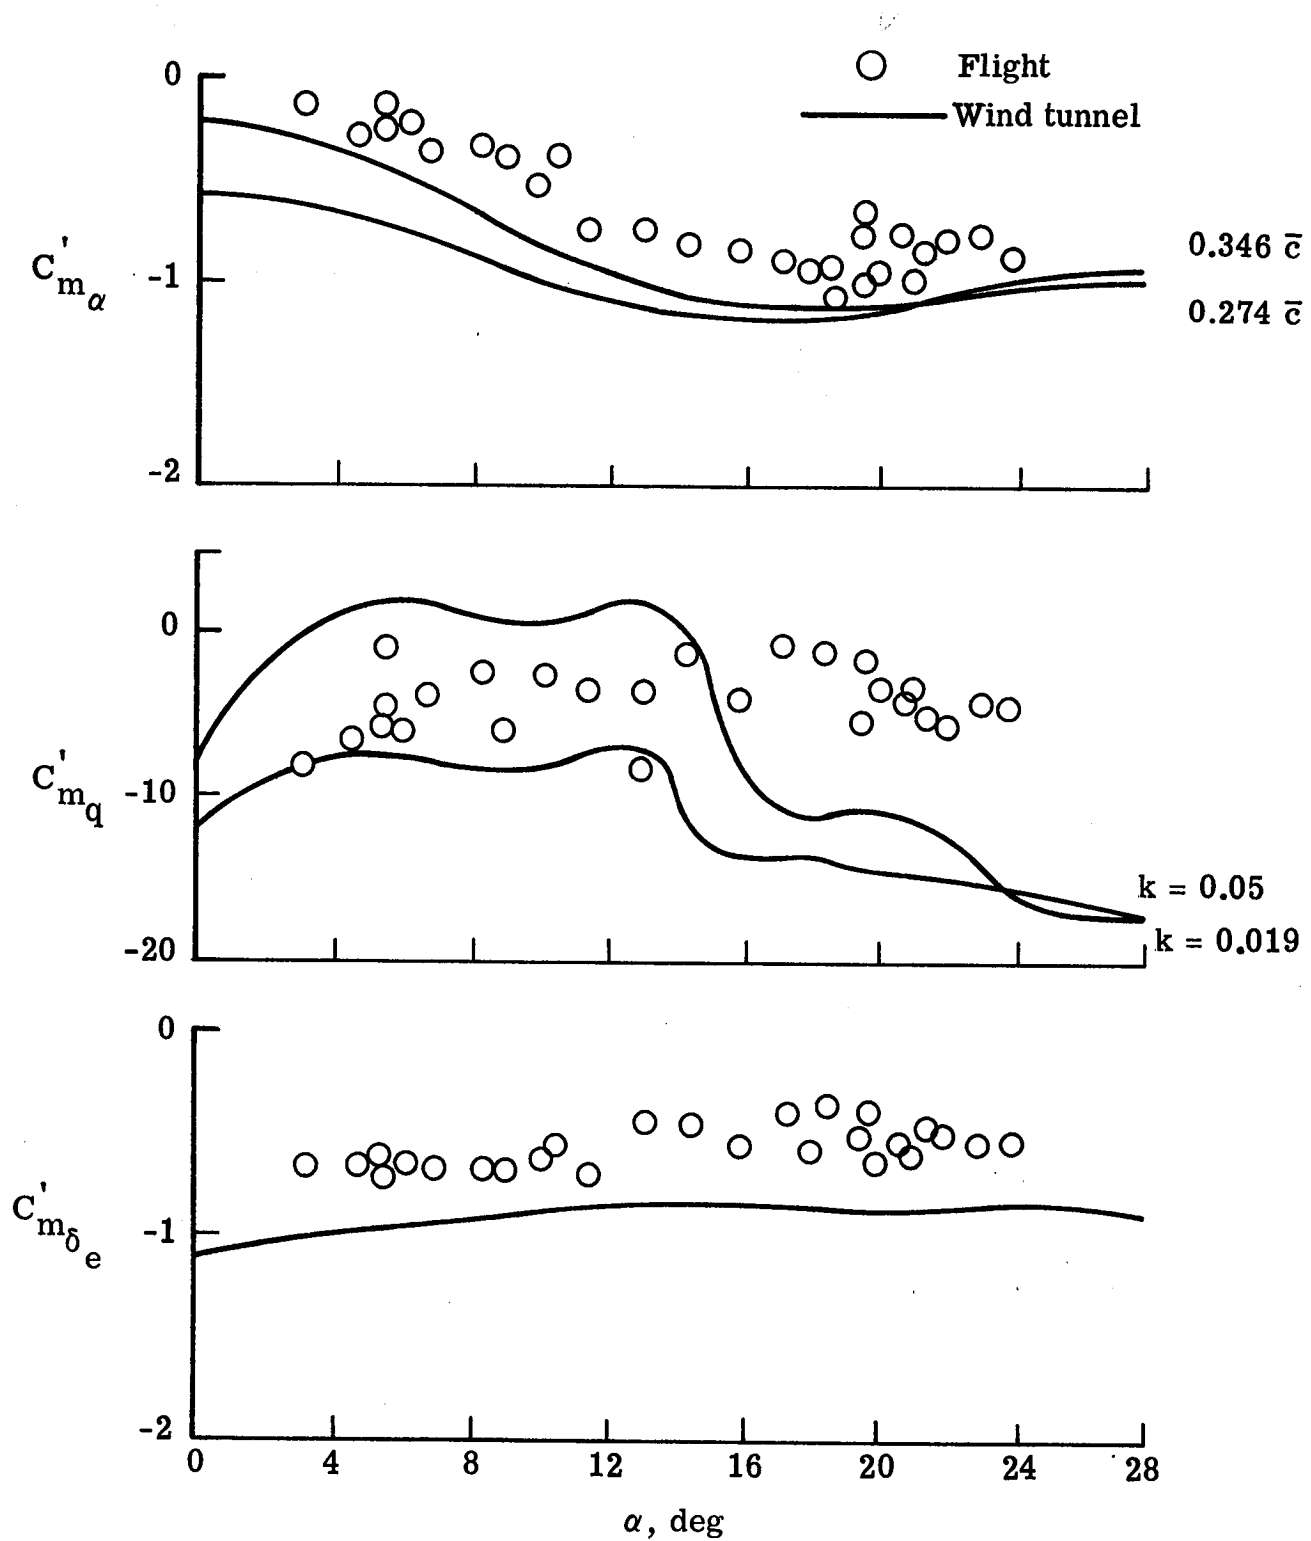 Flight
Wind tunnel
0
-1
-2
C'mα
0.346 c̄
0.274 c̄
0
-10
-20
C'mq
k = 0.05
k = 0.019
0
-1
-2
C'mδe
0 4 8 12 16 20 24 28
α, deg